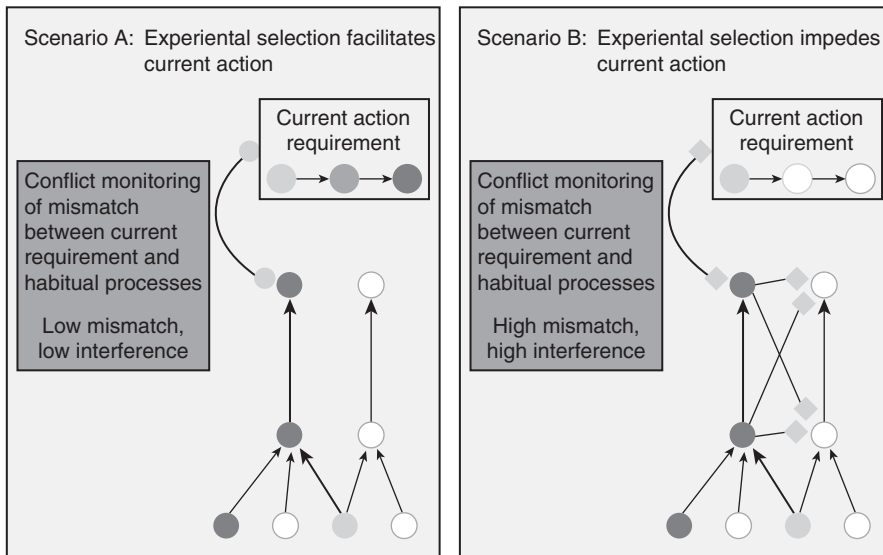 Scenario A: Experiental selection facilitates
current action
Current action
requirement
Conflict monitoring
of mismatch
between current
requirement and
habitual processes
Low mismatch,
low interference
Scenario B: Experiental selection impedes
current action
Current action
requirement
Conflict monitoring
of mismatch
between current
requirement and
habitual processes
High mismatch,
high interference